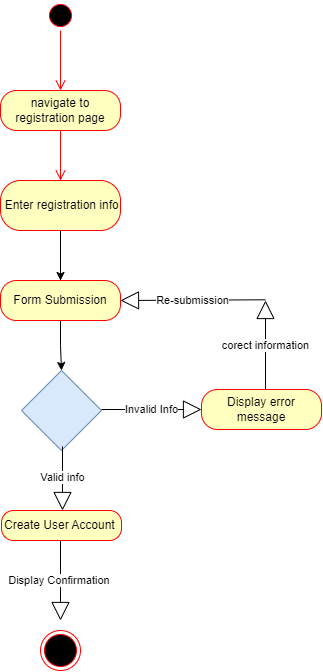 navigate to
registration page
Enter registration info
Form Submission
Re-submission
corect information
Invalid Info
Display error
message
Valid info
Create User Account
Display Confirmation